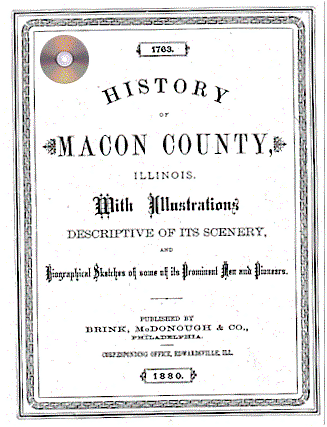 1763.
HISTORY
OF
MACON COUNTY,
ILLINOIS.
With Illustrations
DESCRIPTIVE OF ITS SCENERY,
AND
Biographical Sketches of some of its Prominent Men and Pioneers.
PUBLISHED BY
BRINK, McDONOUGH & CO.,
PHILADELPHIA.
CORRESPONDING OFFICE, EDWARDSVILLE, ILL.
1880.